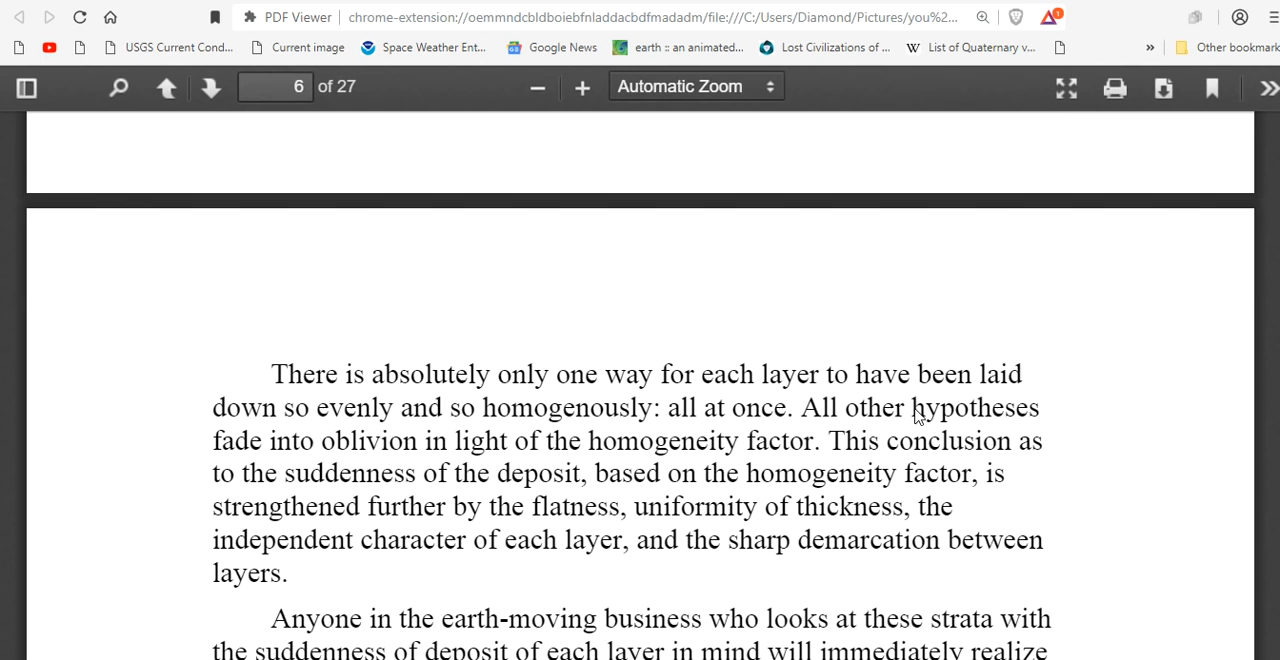 PDF Viewer
chrome-extension://oemmndcbldboiebfnladdacbdfmadadm/file:///C:/Users/Diamond/Pictures/you%2...
1
USGS Current Cond...
Current image
Space Weather Ent...
Google News
earth :: an animated...
Lost Civilizations of ...
W List of Quaternary v...
»
Other bookmark
6 of 27
Automatic Zoom
There is absolutely only one way for each layer to have been laid
down so evenly and so homogenously: all at once. All other hypotheses
fade into oblivion in light of the homogeneity factor. This conclusion as
to the suddenness of the deposit, based on the homogeneity factor, is
strengthened further by the flatness, uniformity of thickness, the
independent character of each layer, and the sharp demarcation between
layers.
Anyone in the earth-moving business who looks at these strata with
the suddenness of deposit of each layer in mind will immediately realize